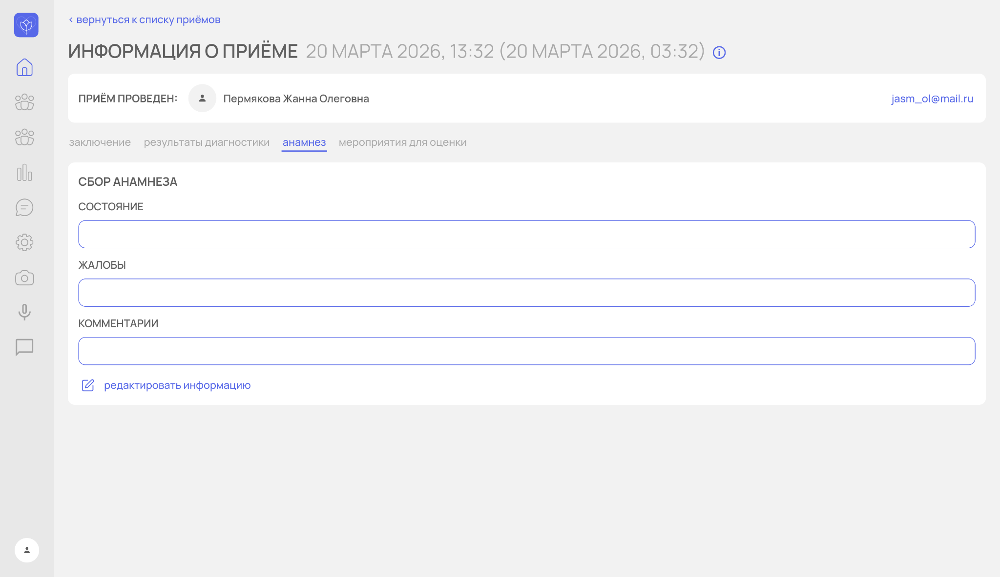 ‹ вернуться к списку приёмов
ИНФОРМАЦИЯ О ПРИЁМЕ 20 МАРТА 2026, 13:32 (20 МАРТА 2026, 03:32)
ПРИЁМ ПРОВЕДЕН: Пермякова Жанна Олеговна jasm_ol@mail.ru
заключение результаты диагностики анамнез мероприятия для оценки
СБОР АНАМНЕЗА
СОСТОЯНИЕ
ЖАЛОБЫ
КОММЕНТАРИИ
редактировать информацию